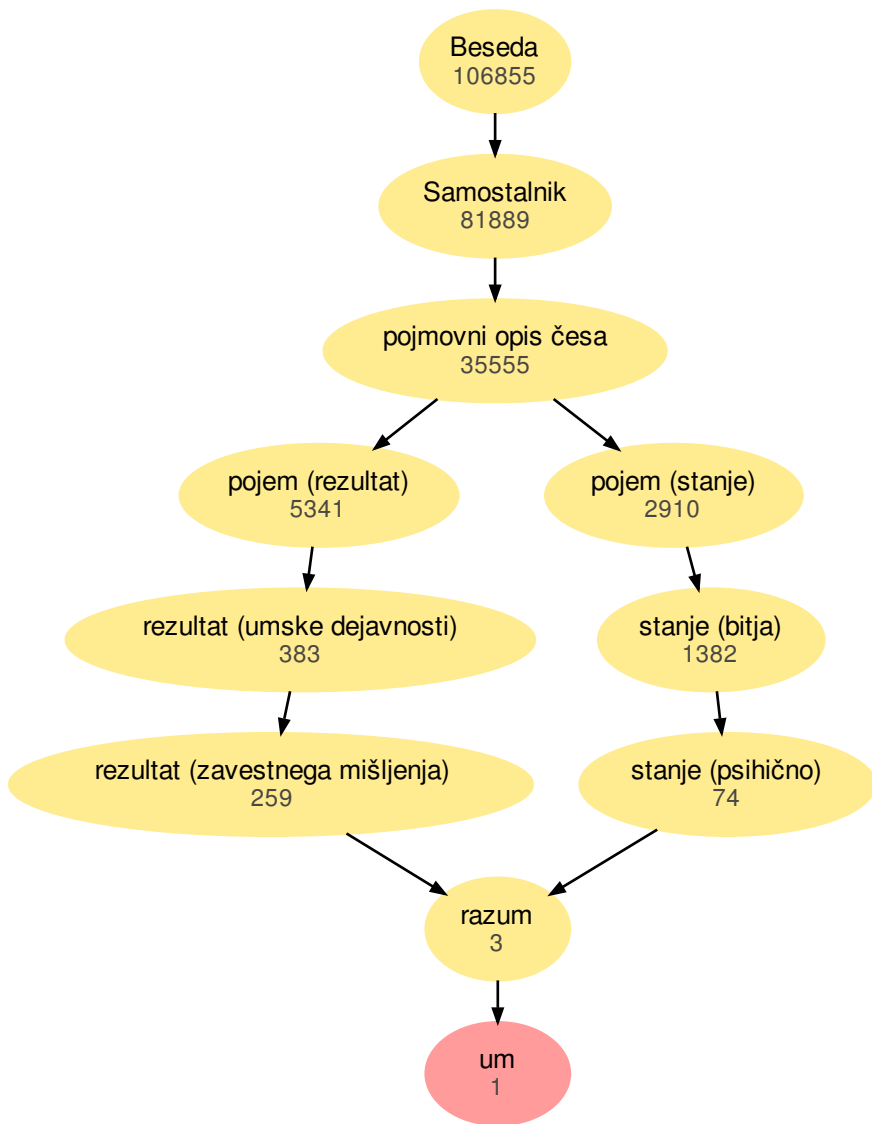 Beseda
106855
Samostalnik
81889
pojmovni opis česa
35555
pojem (rezultat)
5341
pojem (stanje)
2910
rezultat (umske dejavnosti)
383
stanje (bitja)
1382
rezultat (zavestnega mišljenja)
259
stanje (psihično)
74
razum
3
um
1